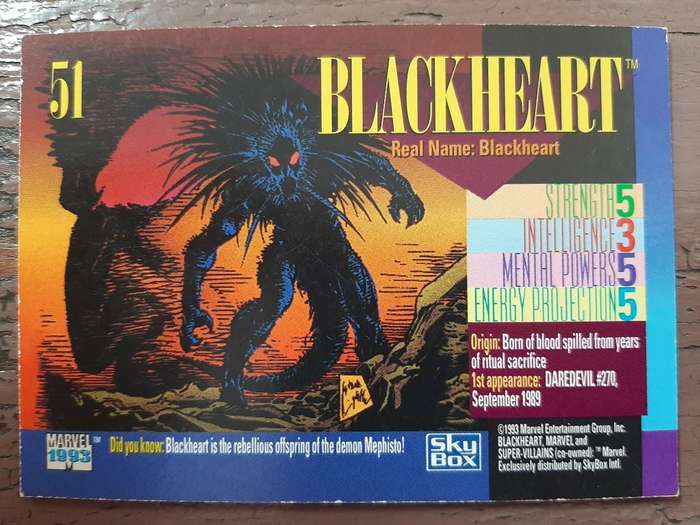 51
BLACKHEART™
Real Name: Blackheart
STRENGTH 5
INTELLIGENCE 3
MENTAL POWERS 5
ENERGY PROJECTION 5
Origin: Born of blood spilled from years
of ritual sacrifice
1st appearance: DAREDEVIL #270,
September 1989
MARVEL™
1993
Did you know: Blackheart is the rebellious offspring of the demon Mephisto!
Sky
Box
©1993 Marvel Entertainment Group, Inc.
BLACKHEART, MARVEL and
SUPER-VILLAINS (co-owned): ™ Marvel.
Exclusively distributed by SkyBox Intl.